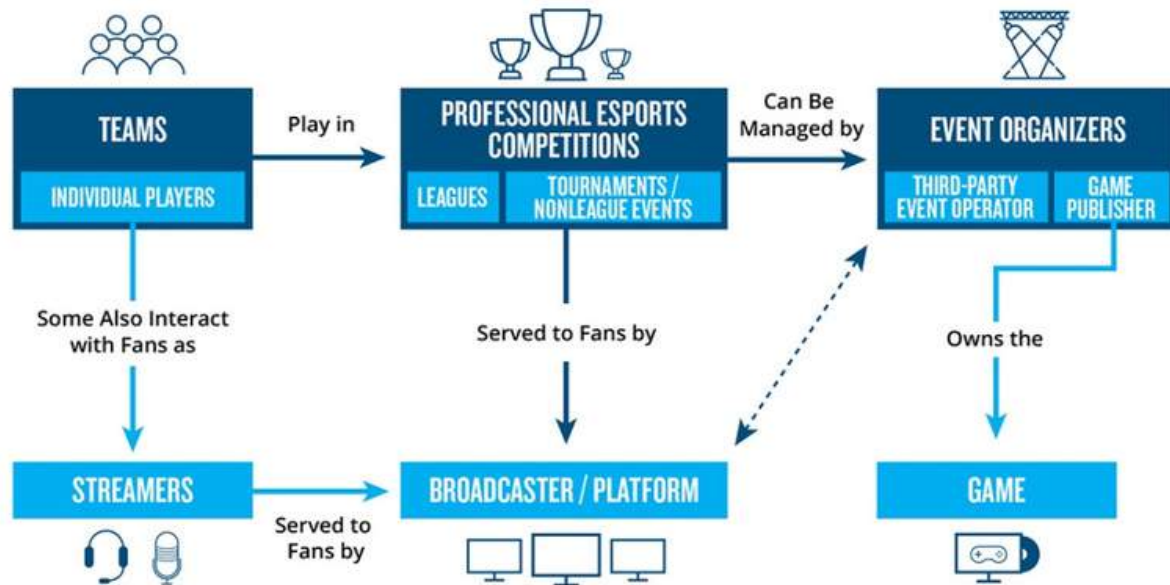 TEAMS
INDIVIDUAL PLAYERS
Play in
PROFESSIONAL ESPORTS
COMPETITIONS
LEAGUES
TOURNAMENTS /
NONLEAGUE EVENTS
Can Be
Managed by
EVENT ORGANIZERS
THIRD-PARTY
EVENT OPERATOR
GAME
PUBLISHER
Some Also Interact
with Fans as
Served to Fans by
Owns the
STREAMERS
Served to
Fans by
BROADCASTER / PLATFORM
GAME